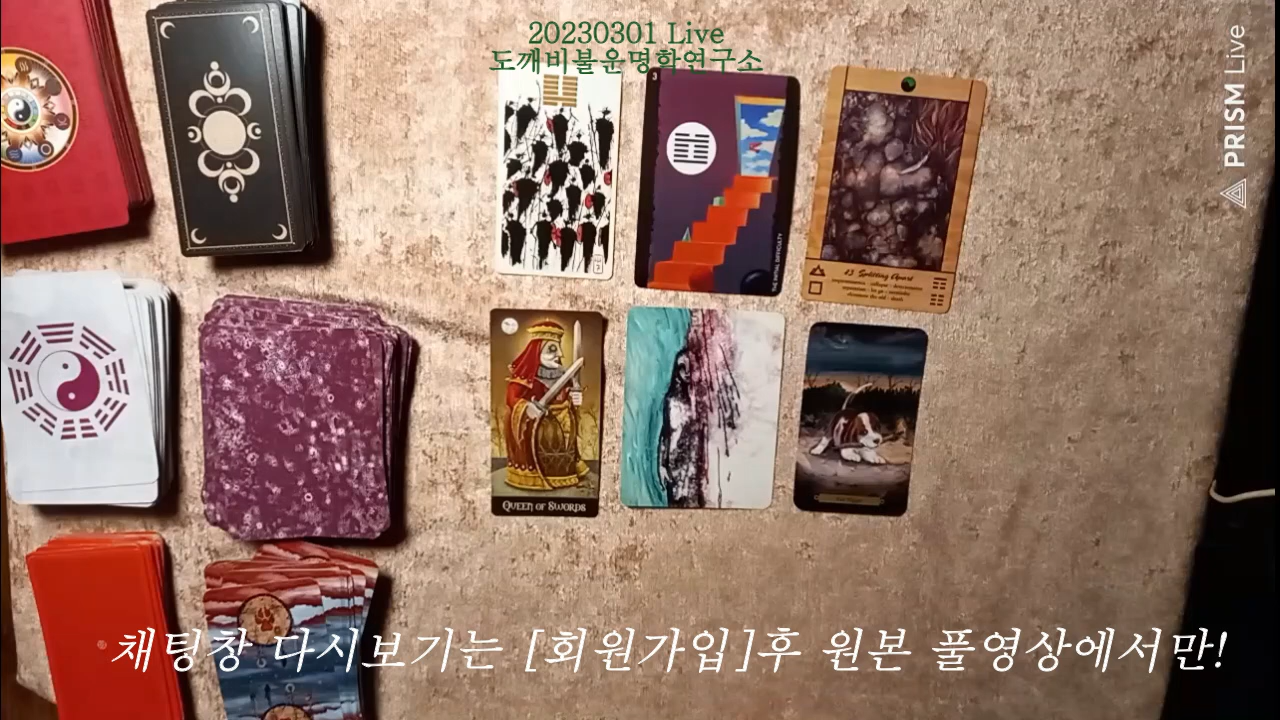 20230301 Live
도깨비불운명학연구소
PRISM Live
3
THE INITIAL DIFFICULTY
23 Splitting Apart
QUEEN OF SWORDS
채팅창 다시보기는 [회원가입]후 원본 풀영상에서만!